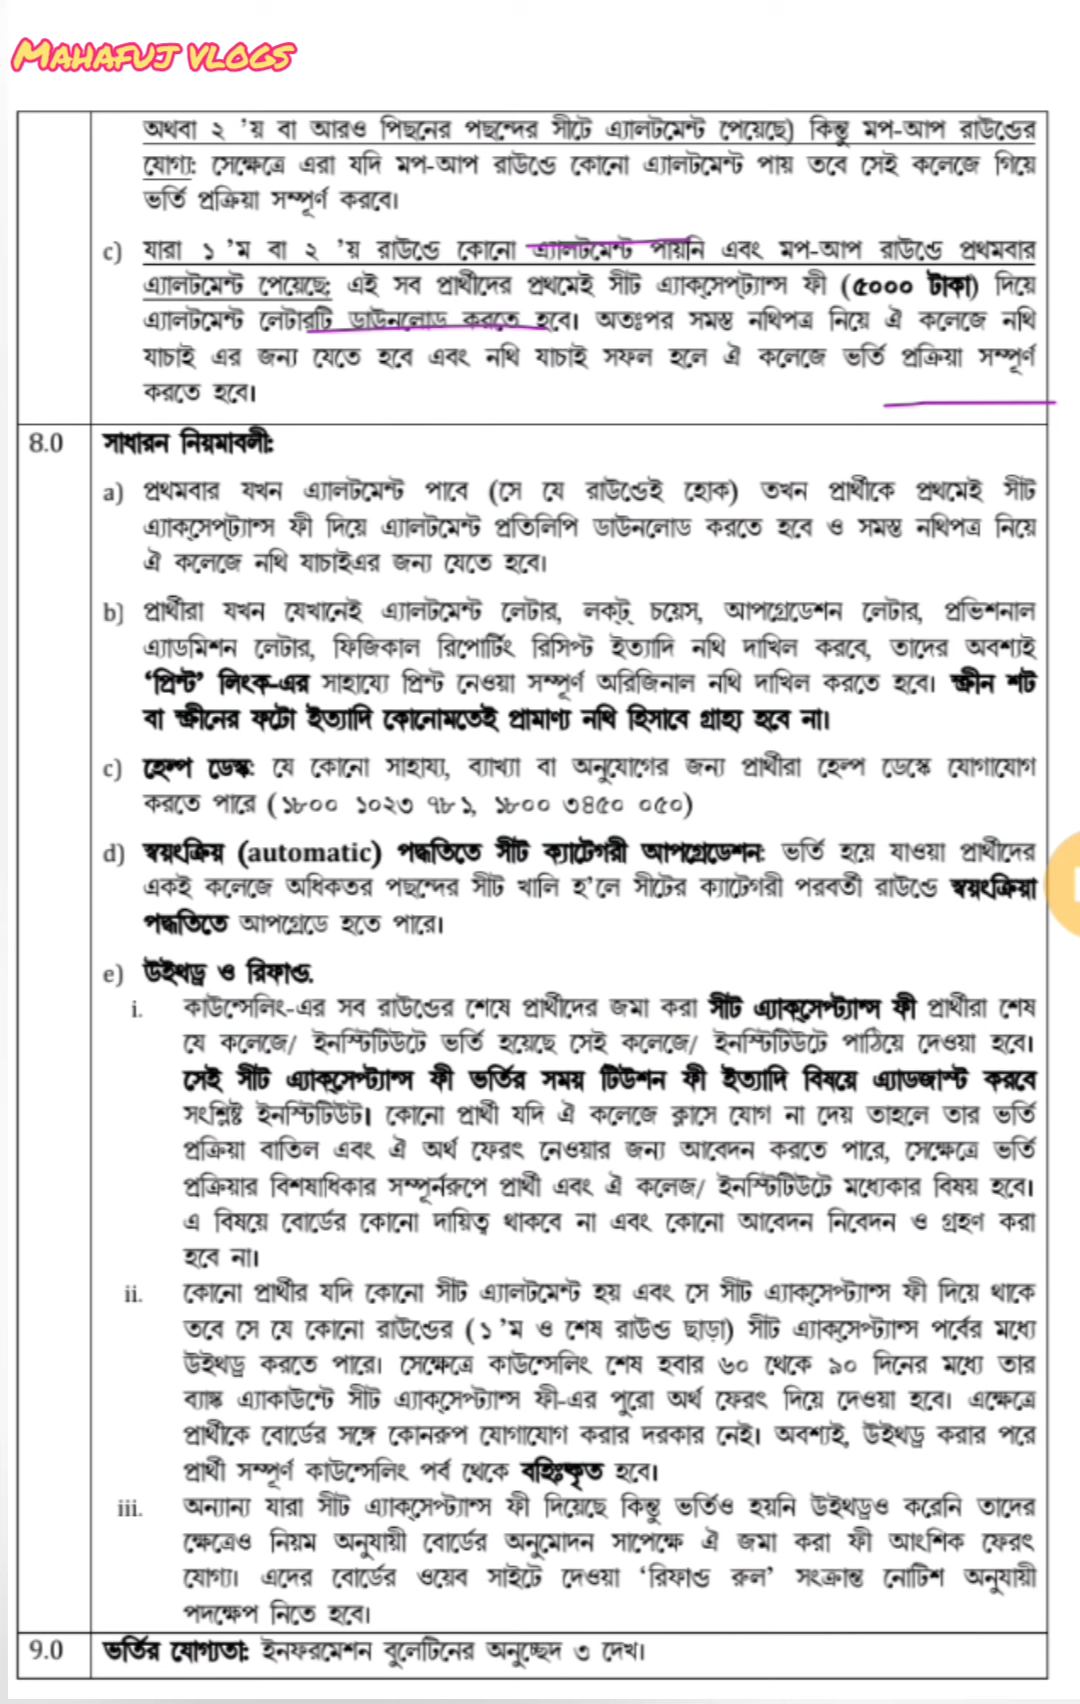 MAHAFUJ VLOGS
অথবা ২ 'য় বা আরও পিছনের পছন্দের সীটে এ্যালটমেন্ট পেয়েছে) কিন্তু মপ-আপ রাউন্ডের
যোগ্য: সেক্ষেত্রে এরা যদি মপ-আপ রাউন্ডে কোনো এ্যালটমেন্ট পায় তবে সেই কলেজে গিয়ে
ভর্তি প্রক্রিয়া সম্পূর্ণ করবে।
c) যারা ১ 'ম বা ২ 'য় রাউন্ডে কোনো এ্যালটমেন্ট পায়নি এবং মপ-আপ রাউন্ডে প্রথমবার
এ্যালটমেন্ট পেয়েছে: এই সব প্রার্থীদের প্রথমেই সীট এ্যাক্সেপ্ট্যান্স ফী (৫০০০ টাকা) দিয়ে
এ্যালটমেন্ট লেটারটি ডাউনলোড করতে হবে। অতঃপর সমস্ত নথিপত্র নিয়ে ঐ কলেজে নথি
যাচাই এর জন্য যেতে হবে এবং নথি যাচাই সফল হলে ঐ কলেজে ভর্তি প্রক্রিয়া সম্পূর্ণ
করতে হবে।
8.0 সাধারন নিয়মাবলী:
a) প্রথমবার যখন এ্যালটমেন্ট পাবে (সে যে রাউন্ডেই হোক) তখন প্রার্থীকে প্রথমেই সীট
এ্যাক্সেপ্ট্যান্স ফী দিয়ে এ্যালটমেন্ট প্রতিলিপি ডাউনলোড করতে হবে ও সমস্ত নথিপত্র নিয়ে
ঐ কলেজে নথি যাচাইএর জন্য যেতে হবে।
b) প্রার্থীরা যখন যেখানেই এ্যালটমেন্ট লেটার, লকট্ চয়েস, আপগ্রেডেশন লেটার, প্রভিশনাল
এ্যাডমিশন লেটার, ফিজিকাল রিপোর্টিং রিসিপ্ট ইত্যাদি নথি দাখিল করবে, তাদের অবশ্যই
‘প্রিন্ট’ লিংক-এর সাহায্যে প্রিন্ট নেওয়া সম্পূর্ণ অরিজিনাল নথি দাখিল করতে হবে। স্ক্রীন শট
বা স্ক্রীনের ফটো ইত্যাদি কোনোমতেই প্রামাণ্য নথি হিসাবে গ্রাহ্য হবে না।
c) হেল্প ডেস্ক: যে কোনো সাহায্য, ব্যাখ্যা বা অনুযোগের জন্য প্রার্থীরা হেল্প ডেস্কে যোগাযোগ
করতে পারে (১৮০০ ১০২৩ ৭৮১, ১৮০০ ৩৪৫০ ০৫০)
d) স্বয়ংক্রিয় (automatic) পদ্ধতিতে সীট ক্যাটেগরী আপগ্রেডেশন: ভর্তি হয়ে যাওয়া প্রার্থীদের
একই কলেজে অধিকতর পছন্দের সীট খালি হ'লে সীটের ক্যাটেগরী পরবর্তী রাউন্ডে স্বয়ংক্রিয়া
পদ্ধতিতে আপগ্রেডে হতে পারে।
e) উইথড্র ও রিফান্ড.
i. কাউন্সেলিং-এর সব রাউন্ডের শেষে প্রার্থীদের জমা করা সীট এ্যাক্সেপ্ট্যান্স ফী প্রার্থীরা শেষ
যে কলেজে/ ইনস্টিটিউটে ভর্তি হয়েছে সেই কলেজে/ ইনস্টিটিউটে পাঠিয়ে দেওয়া হবে।
সেই সীট এ্যাক্সেপ্ট্যান্স ফী ভর্তির সময় টিউশন ফী ইত্যাদি বিষয়ে এ্যাডজাস্ট করবে
সংশ্লিষ্ট ইনস্টিটিউট। কোনো প্রার্থী যদি ঐ কলেজে ক্লাসে যোগ না দেয় তাহলে তার ভর্তি
প্রক্রিয়া বাতিল এবং ঐ অর্থ ফেরৎ নেওয়ার জন্য আবেদন করতে পারে, সেক্ষেত্রে ভর্তি
প্রক্রিয়ার বিশষাধিকার সম্পূর্নরুপে প্রার্থী এবং ঐ কলেজ/ ইনস্টিটিউটে মধ্যেকার বিষয় হবে।
এ বিষয়ে বোর্ডের কোনো দায়িত্ব থাকবে না এবং কোনো আবেদন নিবেদন ও গ্রহণ করা
হবে না।
ii. কোনো প্রার্থীর যদি কোনো সীট এ্যালটমেন্ট হয় এবং সে সীট এ্যাক্সেপ্ট্যান্স ফী দিয়ে থাকে
তবে সে যে কোনো রাউন্ডের (১ 'ম ও শেষ রাউন্ড ছাড়া) সীট এ্যাক্সেপ্ট্যান্স পর্বের মধ্যে
উইথড্র করতে পারে। সেক্ষেত্রে কাউন্সেলিং শেষ হবার ৬০ থেকে ৯০ দিনের মধ্যে তার
ব্যাঙ্ক এ্যাকাউন্টে সীট এ্যাক্সেপ্ট্যান্স ফী-এর পুরো অর্থ ফেরৎ দিয়ে দেওয়া হবে। এক্ষেত্রে
প্রার্থীকে বোর্ডের সঙ্গে কোনরুপ যোগাযোগ করার দরকার নেই। অবশ্যই, উইথড্র করার পরে
প্রার্থী সম্পূর্ণ কাউন্সেলিং পর্ব থেকে বহিঃকৃত হবে।
iii. অন্যান্য যারা সীট এ্যাক্সেপ্ট্যান্স ফী দিয়েছে কিন্তু ভর্তিও হয়নি উইথড্রও করেনি তাদের
ক্ষেত্রেও নিয়ম অনুযায়ী বোর্ডের অনুমোদন সাপেক্ষে ঐ জমা করা ফী আংশিক ফেরৎ
যোগ্য। এদের বোর্ডের ওয়েব সাইটে দেওয়া ‘রিফান্ড রুল’ সংক্রান্ত নোটিশ অনুযায়ী
পদক্ষেপ নিতে হবে।
9.0 ভর্তির যোগ্যতা: ইনফরমেশন বুলেটিনের অনুচ্ছেদ ৩ দেখ।